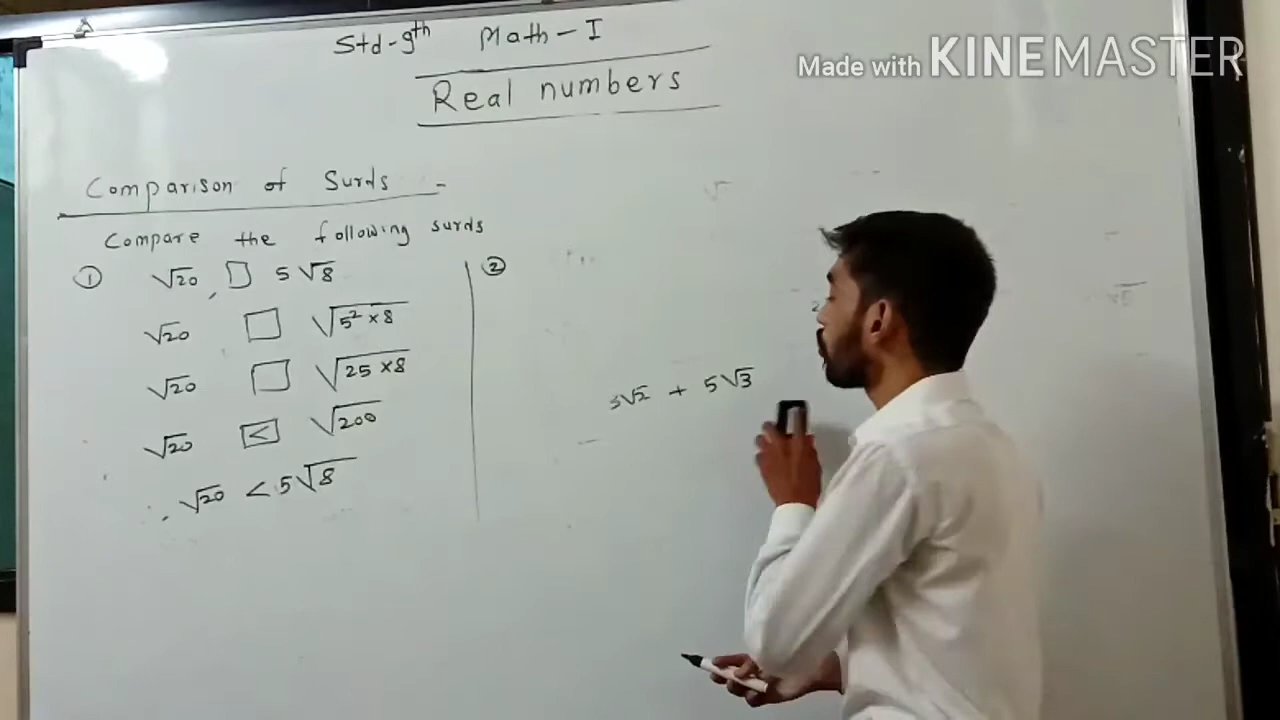 Std-9th Math-I
Made with KINEMASTER
Real numbers
Comparison of Surds -
Compare the following surds
① √20 □ 5√8
√20 □ √5²×8
√20 □ √25×8
√20 < √200
√20 < 5√8
②
5√2 + 5√3